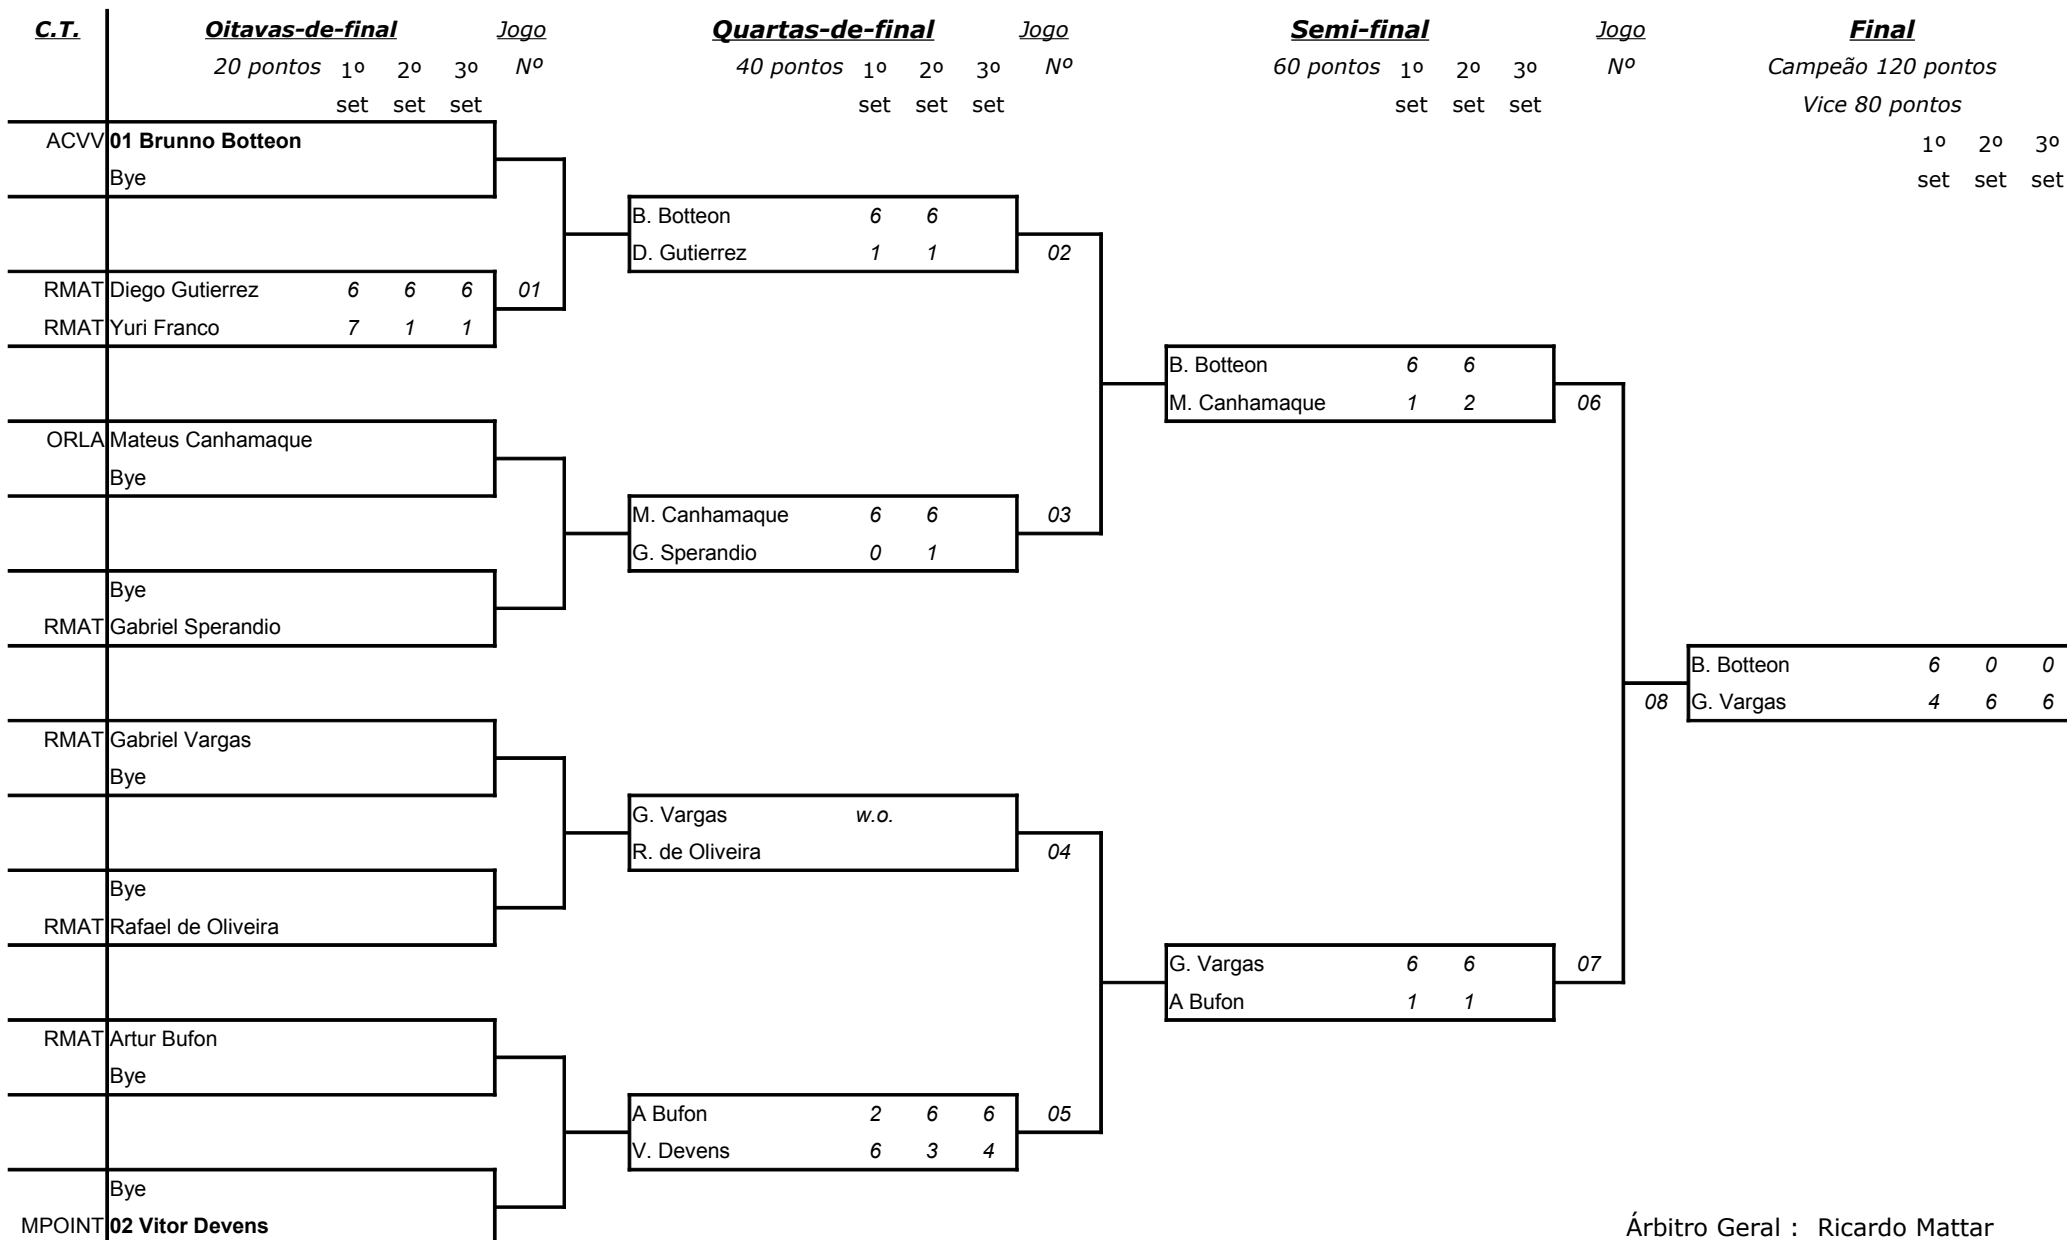 C.T. Oitavas-de-final Jogo Quartas-de-final Jogo Semi-final Jogo Final
20 pontos 1º 2º 3º Nº 40 pontos 1º 2º 3º Nº 60 pontos 1º 2º 3º Nº Campeão 120 pontos
set set set set set set set set set Vice 80 pontos
ACVV 01 Brunno Botteon 1º 2º 3º
Bye set set set
B. Botteon 6 6
D. Gutierrez 1 1 02
RMAT Diego Gutierrez 6 6 6 01
RMAT Yuri Franco 7 1 1
B. Botteon 6 6
M. Canhamaque 1 2 06
ORLA Mateus Canhamaque
Bye
M. Canhamaque 6 6 03
G. Sperandio 0 1
Bye
RMAT Gabriel Sperandio
B. Botteon 6 0 0
08 G. Vargas 4 6 6
RMAT Gabriel Vargas
Bye
G. Vargas w.o.
R. de Oliveira 04
Bye
RMAT Rafael de Oliveira
G. Vargas 6 6 07
A Bufon 1 1
RMAT Artur Bufon
Bye
A Bufon 2 6 6 05
V. Devens 6 3 4
Bye
MPOINT 02 Vitor Devens Árbitro Geral : Ricardo Mattar